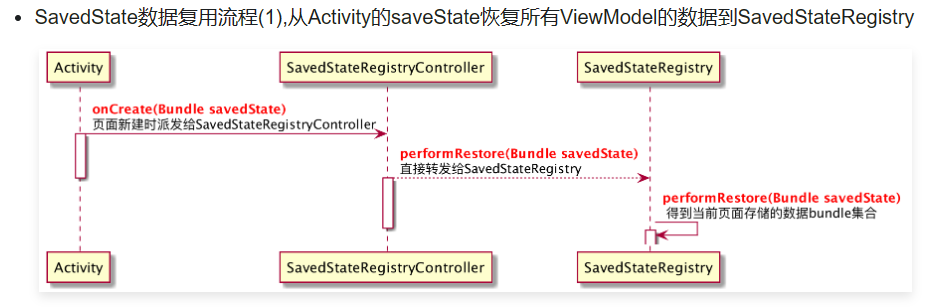 SavedState数据复用流程(1),从Activity的saveState恢复所有ViewModel的数据到SavedStateRegistry
Activity
SavedStateRegistryController
SavedStateRegistry
onCreate(Bundle savedState)
页面新建时派发给SavedStateRegistryController
performRestore(Bundle savedState)
直接转发给SavedStateRegistry
performRestore(Bundle savedState)
得到当前页面存储的数据bundle集合
Activity
SavedStateRegistryController
SavedStateRegistry